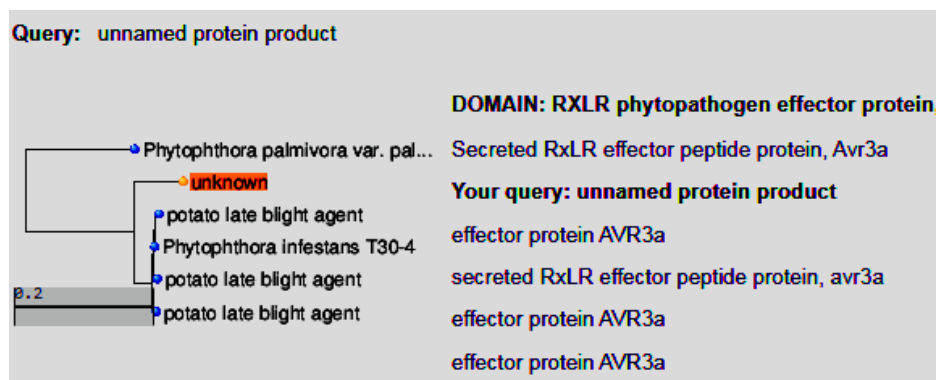 Query: unnamed protein product
DOMAIN: RXLR phytopathogen effector protein,
Phytophthora palmivora var. pal... Secreted RxLR effector peptide protein, Avr3a
unknown Your query: unnamed protein product
potato late blight agent effector protein AVR3a
Phytophthora infestans T30-4 secreted RxLR effector peptide protein, avr3a
potato late blight agent effector protein AVR3a
0.2
potato late blight agent effector protein AVR3a